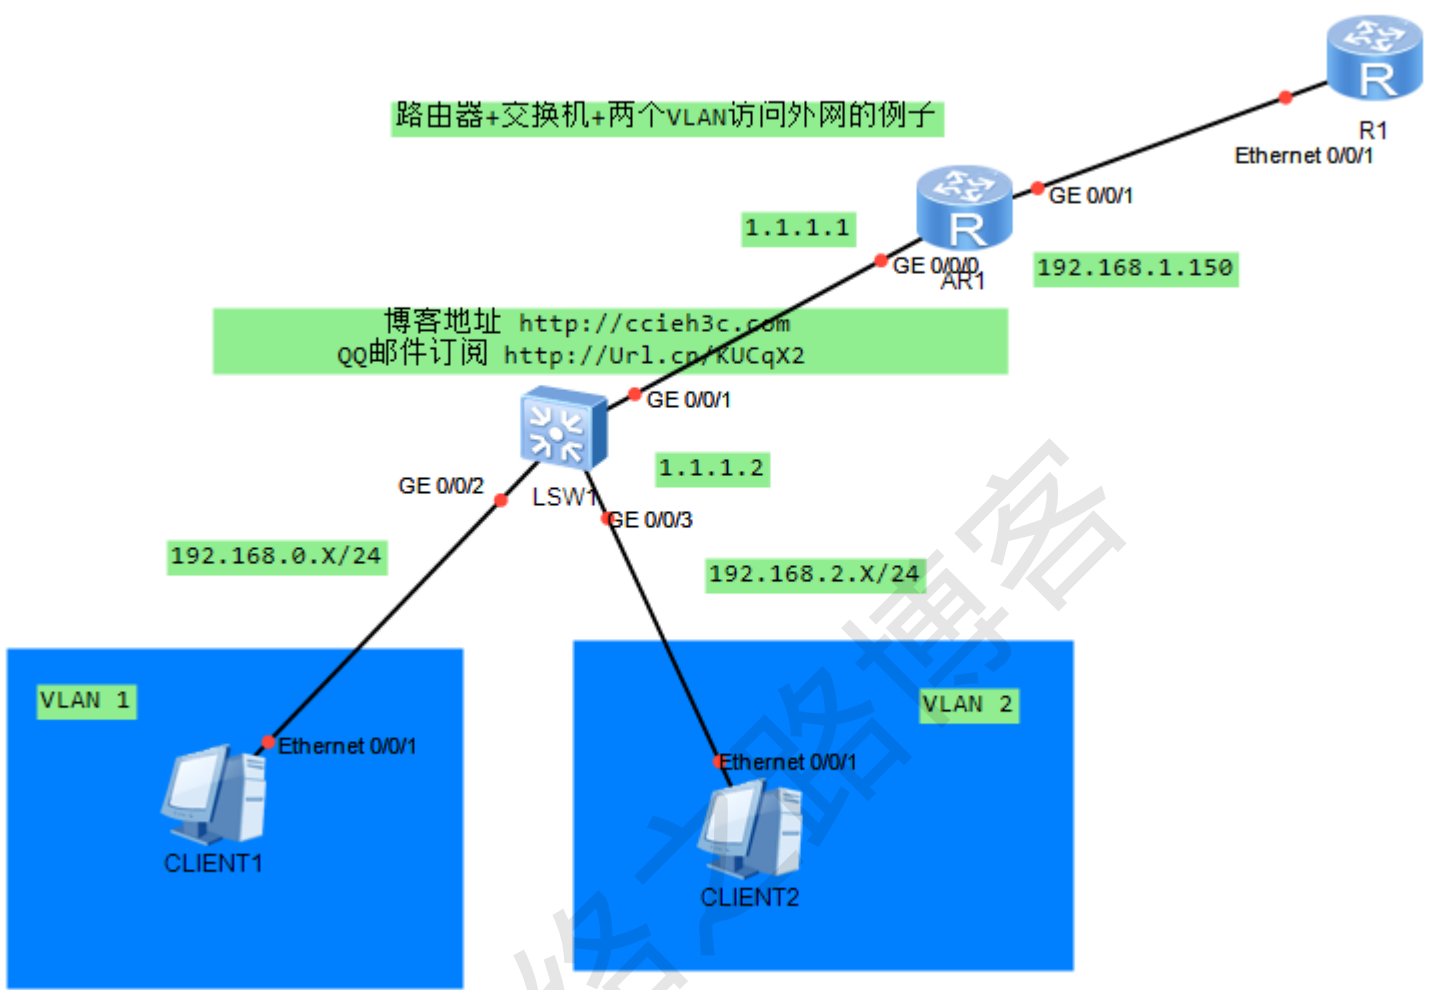 R1
Ethernet 0/0/1
路由器+交换机+两个VLAN访问外网的例子
GE 0/0/1
1.1.1.1
GE 0/0/0
AR1
192.168.1.150
博客地址 http://ccieh3c.com
QQ邮件订阅 http://Url.cn/KUCqX2
GE 0/0/1
1.1.1.2
GE 0/0/2
LSW1
GE 0/0/3
192.168.0.X/24
192.168.2.X/24
VLAN 1
VLAN 2
Ethernet 0/0/1
Ethernet 0/0/1
CLIENT1
CLIENT2
络之路博客